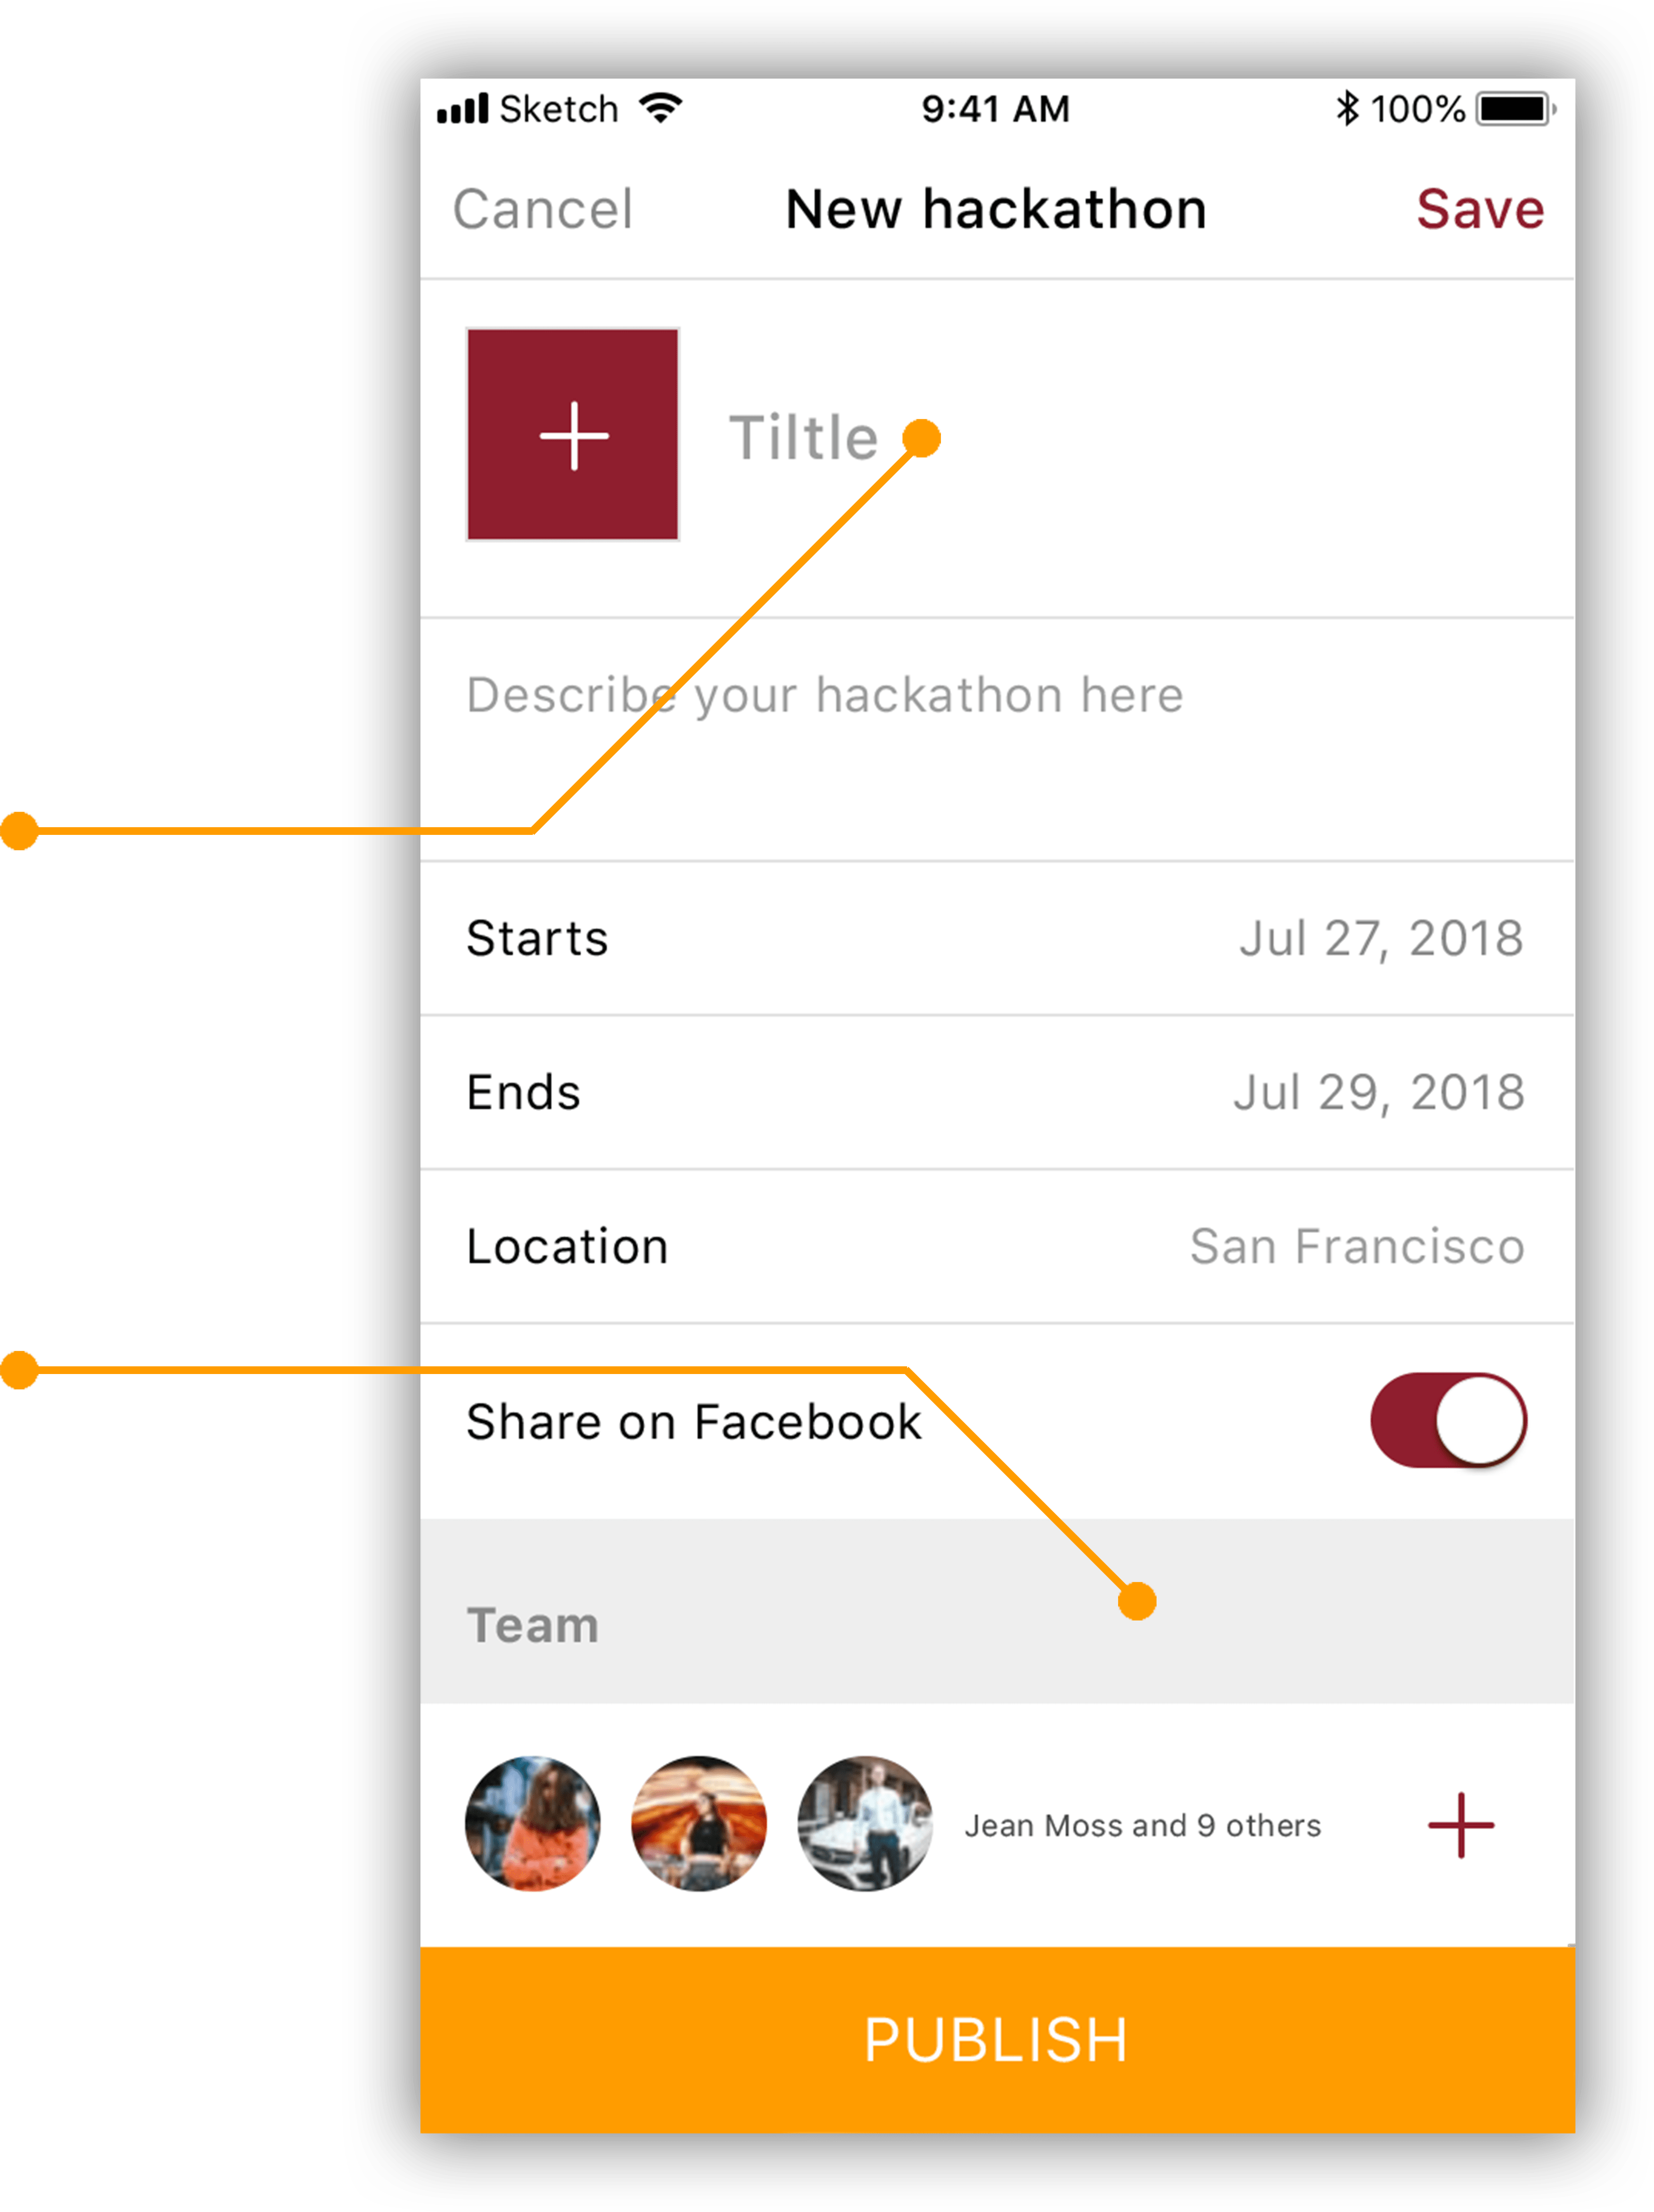 Sketch 9:41 AM 100%
Cancel New hackathon Save
Tiltle
Describe your hackathon here
Starts Jul 27, 2018
Ends Jul 29, 2018
Location San Francisco
Share on Facebook
Team
Jean Moss and 9 others
PUBLISH